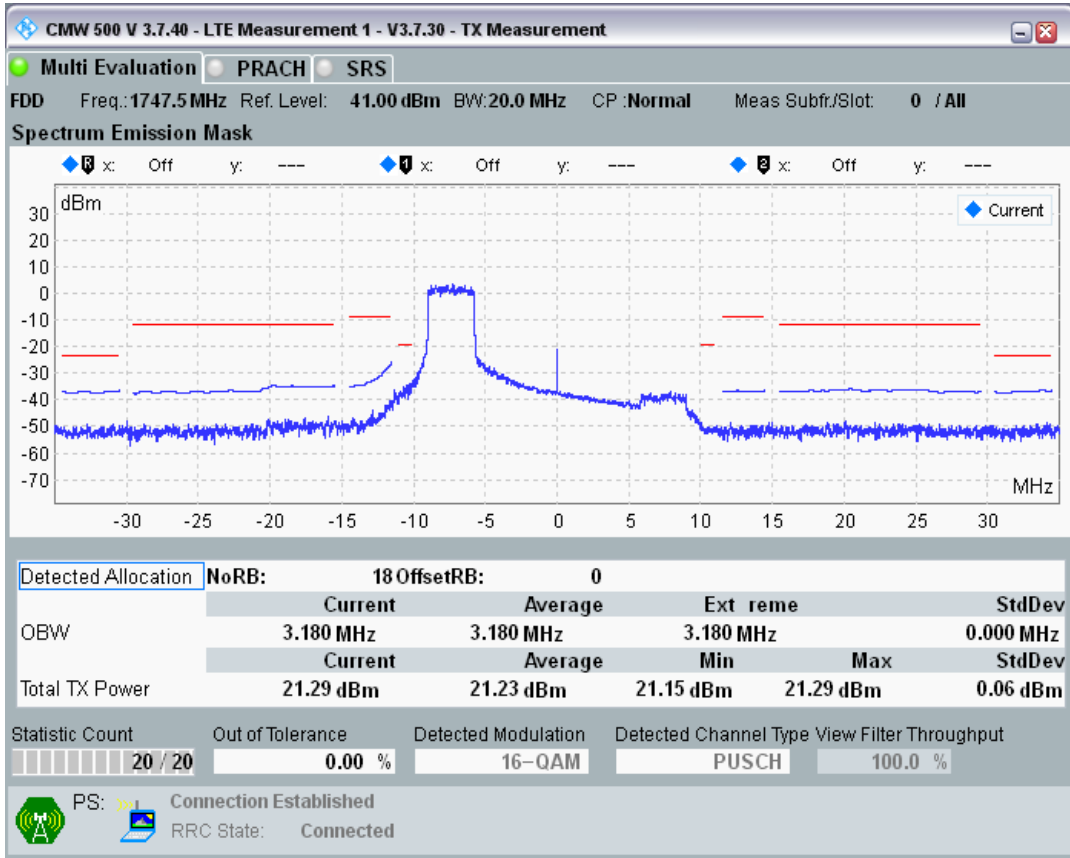 CMW 500 V 3.7.40 - LTE Measurement 1 - V3.7.30 - TX Measurement
Multi Evaluation PRACH SRS
FDD Freq.:1747.5 MHz Ref. Level: 41.00 dBm BW:20.0 MHz CP :Normal Meas Subfr./Slot: 0 / All
Spectrum Emission Mask
R x: Off y: --- 1 x: Off y: --- 2 x: Off y: ---
dBm
Current
30
20
10
0
-10
-20
-30
-40
-50
-60
-70
MHz
-30 -25 -20 -15 -10 -5 0 5 10 15 20 25 30
Detected Allocation NoRB: 18 OffsetRB: 0
Current Average Ext reme StdDev
OBW 3.180 MHz 3.180 MHz 3.180 MHz 0.000 MHz
Current Average Min Max StdDev
Total TX Power 21.29 dBm 21.23 dBm 21.15 dBm 21.29 dBm 0.06 dBm
Statistic Count Out of Tolerance Detected Modulation Detected Channel Type View Filter Throughput
20 / 20 0.00 % 16-QAM PUSCH 100.0 %
PS: Connection Established
RRC State: Connected